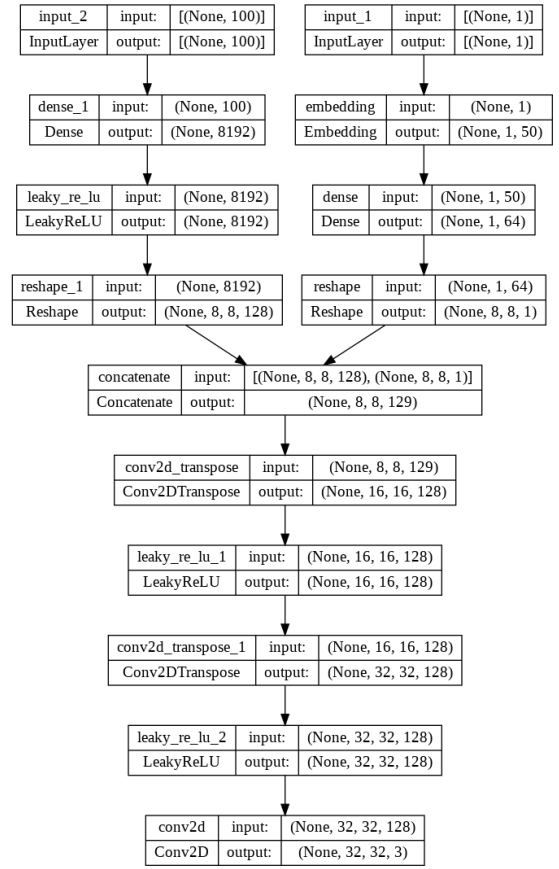 input_2 input: [(None, 100)]
InputLayer output: [(None, 100)]
input_1 input: [(None, 1)]
InputLayer output: [(None, 1)]
dense_1 input: (None, 100)
Dense output: (None, 8192)
embedding input: (None, 1)
Embedding output: (None, 1, 50)
leaky_re_lu input: (None, 8192)
LeakyReLU output: (None, 8192)
dense input: (None, 1, 50)
Dense output: (None, 1, 64)
reshape_1 input: (None, 8192)
Reshape output: (None, 8, 8, 128)
reshape input: (None, 1, 64)
Reshape output: (None, 8, 8, 1)
concatenate input: [(None, 8, 8, 128), (None, 8, 8, 1)]
Concatenate output: (None, 8, 8, 129)
conv2d_transpose input: (None, 8, 8, 129)
Conv2DTranspose output: (None, 16, 16, 128)
leaky_re_lu_1 input: (None, 16, 16, 128)
LeakyReLU output: (None, 16, 16, 128)
conv2d_transpose_1 input: (None, 16, 16, 128)
Conv2DTranspose output: (None, 32, 32, 128)
leaky_re_lu_2 input: (None, 32, 32, 128)
LeakyReLU output: (None, 32, 32, 128)
conv2d input: (None, 32, 32, 128)
Conv2D output: (None, 32, 32, 3)